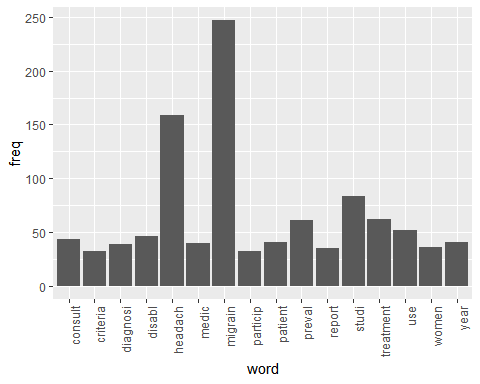 250
200
150
100
50
0
freq
consult
criteria
diagnosi
disabl
headach
medic
migrain
particip
patient
preval
report
studi
treatment
use
women
year
word